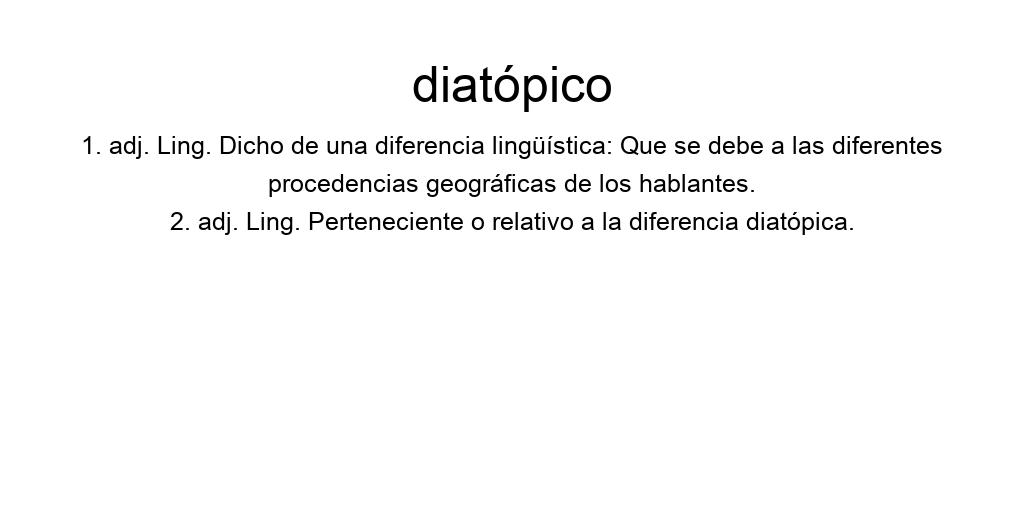 diatópico
1. adj. Ling. Dicho de una diferencia lingüística: Que se debe a las diferentes
procedencias geográficas de los hablantes.
2. adj. Ling. Perteneciente o relativo a la diferencia diatópica.